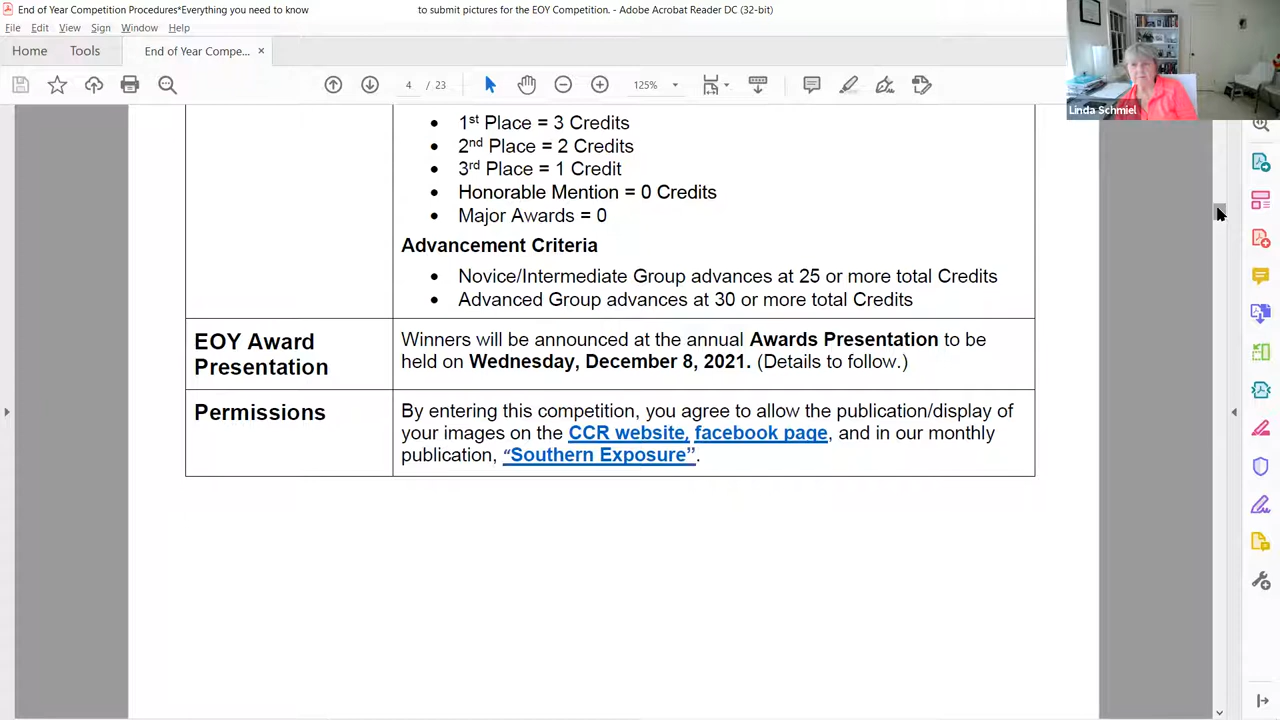 End of Year Competition Procedures*Everything you need to know to submit pictures for the EOY Competition. - Adobe Acrobat Reader DC (32-bit)
File Edit View Sign Window Help
Home Tools End of Year Compe... ×
4 / 23 125%
Linda Schmiel
• 1st Place = 3 Credits
• 2nd Place = 2 Credits
• 3rd Place = 1 Credit
• Honorable Mention = 0 Credits
• Major Awards = 0
Advancement Criteria
• Novice/Intermediate Group advances at 25 or more total Credits
• Advanced Group advances at 30 or more total Credits
EOY Award
Presentation
Winners will be announced at the annual Awards Presentation to be
held on Wednesday, December 8, 2021. (Details to follow.)
Permissions
By entering this competition, you agree to allow the publication/display of
your images on the CCR website, facebook page, and in our monthly
publication, “Southern Exposure”.